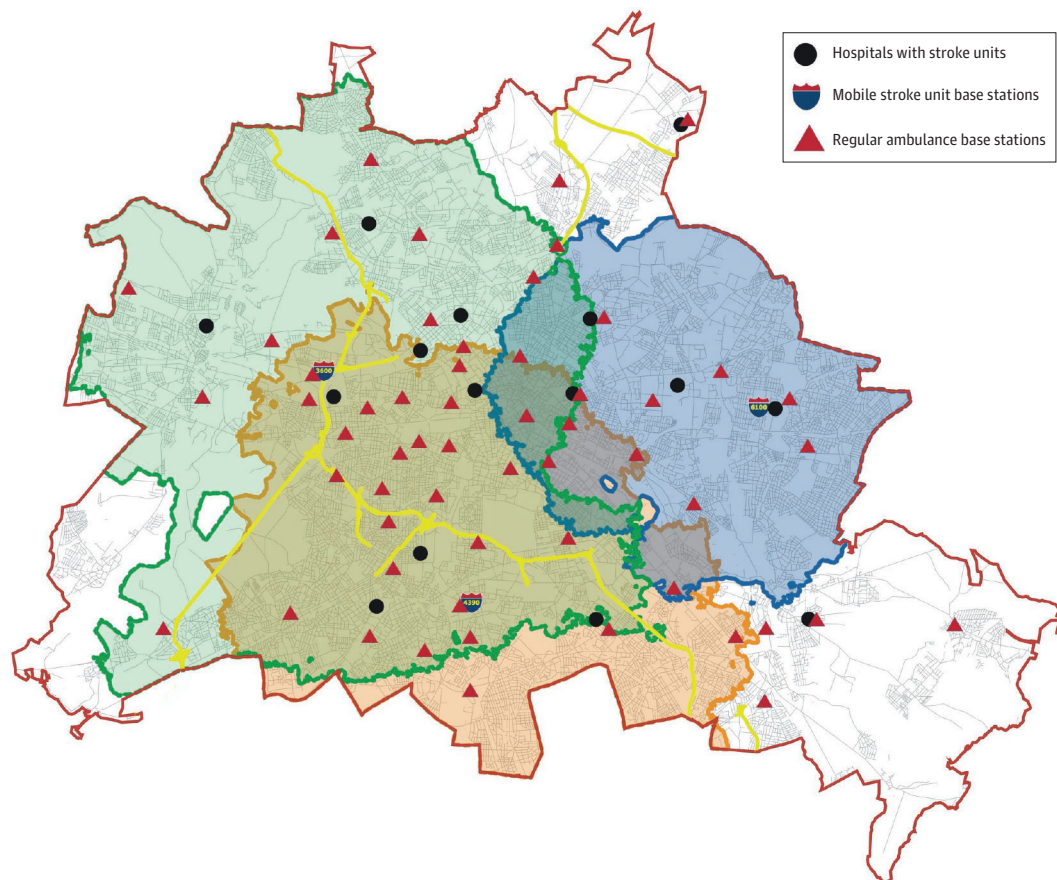 Hospitals with stroke units
Mobile stroke unit base stations
Regular ambulance base stations
3600
6100
4390